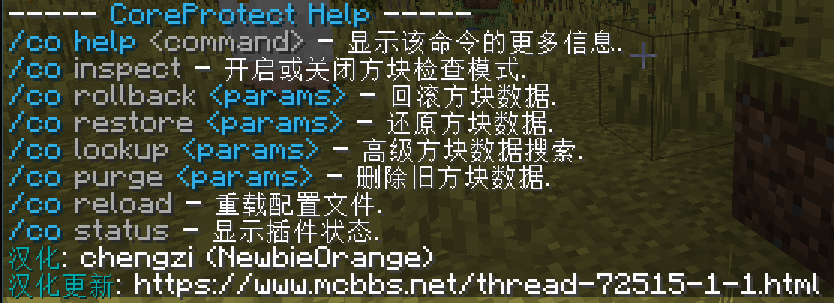 ----- CoreProtect Help -----
/co help <command> - 显示该命令的更多信息.
/co inspect - 开启或关闭方块检查模式.
/co rollback <params> - 回滚方块数据.
/co restore <params> - 还原方块数据.
/co lookup <params> - 高级方块数据搜索.
/co purge <params> - 删除旧方块数据.
/co reload - 重载配置文件.
/co status - 显示插件状态.
汉化: chengzi (NewbieOrange)
汉化更新: https://www.mcbbs.net/thread-72515-1-1.html